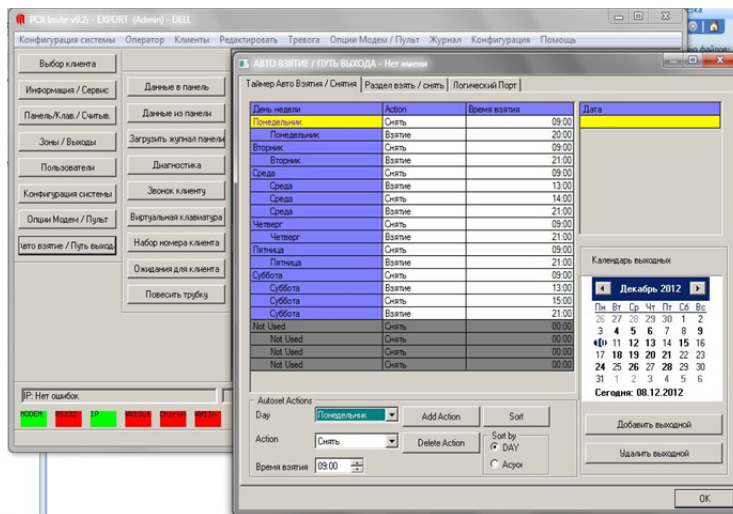 PCX Insite v9.2i - EXPORT (Admin) - DELL
Конфигурация системы Оператор Клиенты Редактировать Тревога Опции Модем / Пульт Журнал Конфигурация Помощь
Выбор клиента
Информация / Сервис
Панель/Клав./ Считыв.
Зоны / Выходы
Пользователи
Конфигурация системы
Опции Модем / Пульт
\вто взятие / Путь выход
Данные в панель
Данные из панели
Загрузить журнал панели
Диагностика
Звонок клиенту
Виртуальная клавиатура
Набор номера клиента
Ожидания для клиента
Повесить трубку
IP: Нет ошибок
MODEM RS232 IP
АВТО ВЗЯТИЕ / ПУТЬ ВЫХОДА - Нет имени
Таймер Авто Взятия / Снятия Раздел взять / снять Логический Порт
День недели Action Время взятия
Понедельник Снять 09:00
Понедельник Взятие 20:00
Вторник Снять 09:00
Вторник Взятие 21:00
Среда Снять 09:00
Среда Взятие 13:00
Среда Снять 14:00
Среда Взятие 21:00
Четверг Снять 09:00
Четверг Взятие 21:00
Пятница Снять 09:00
Пятница Взятие 21:00
Суббота Снять 09:00
Суббота Взятие 13:00
Суббота Снять 15:00
Суббота Взятие 21:00
Not Used Снять 00:00
Not Used Снять 00:00
Not Used Снять 00:00
Not Used Снять 00:00
Дата
Календарь выходных
Декабрь 2012
Пн Вт Ср Чт Пт Сб Вс
26 27 28 29 30 1 2
3 4 5 6 7 8 9
11 12 13 14 15 16
17 18 19 20 21 22 23
24 25 26 27 28 29 30
31 1 2 3 4 5 6
Сегодня: 08.12.2012
Добавить выходной
Удалить выходной
Autoset Actions
Day Понедельник Add Action Sort
Action Снять Delete Action
Sort by
DAY
Acyor
Время взятия 09:00
OK